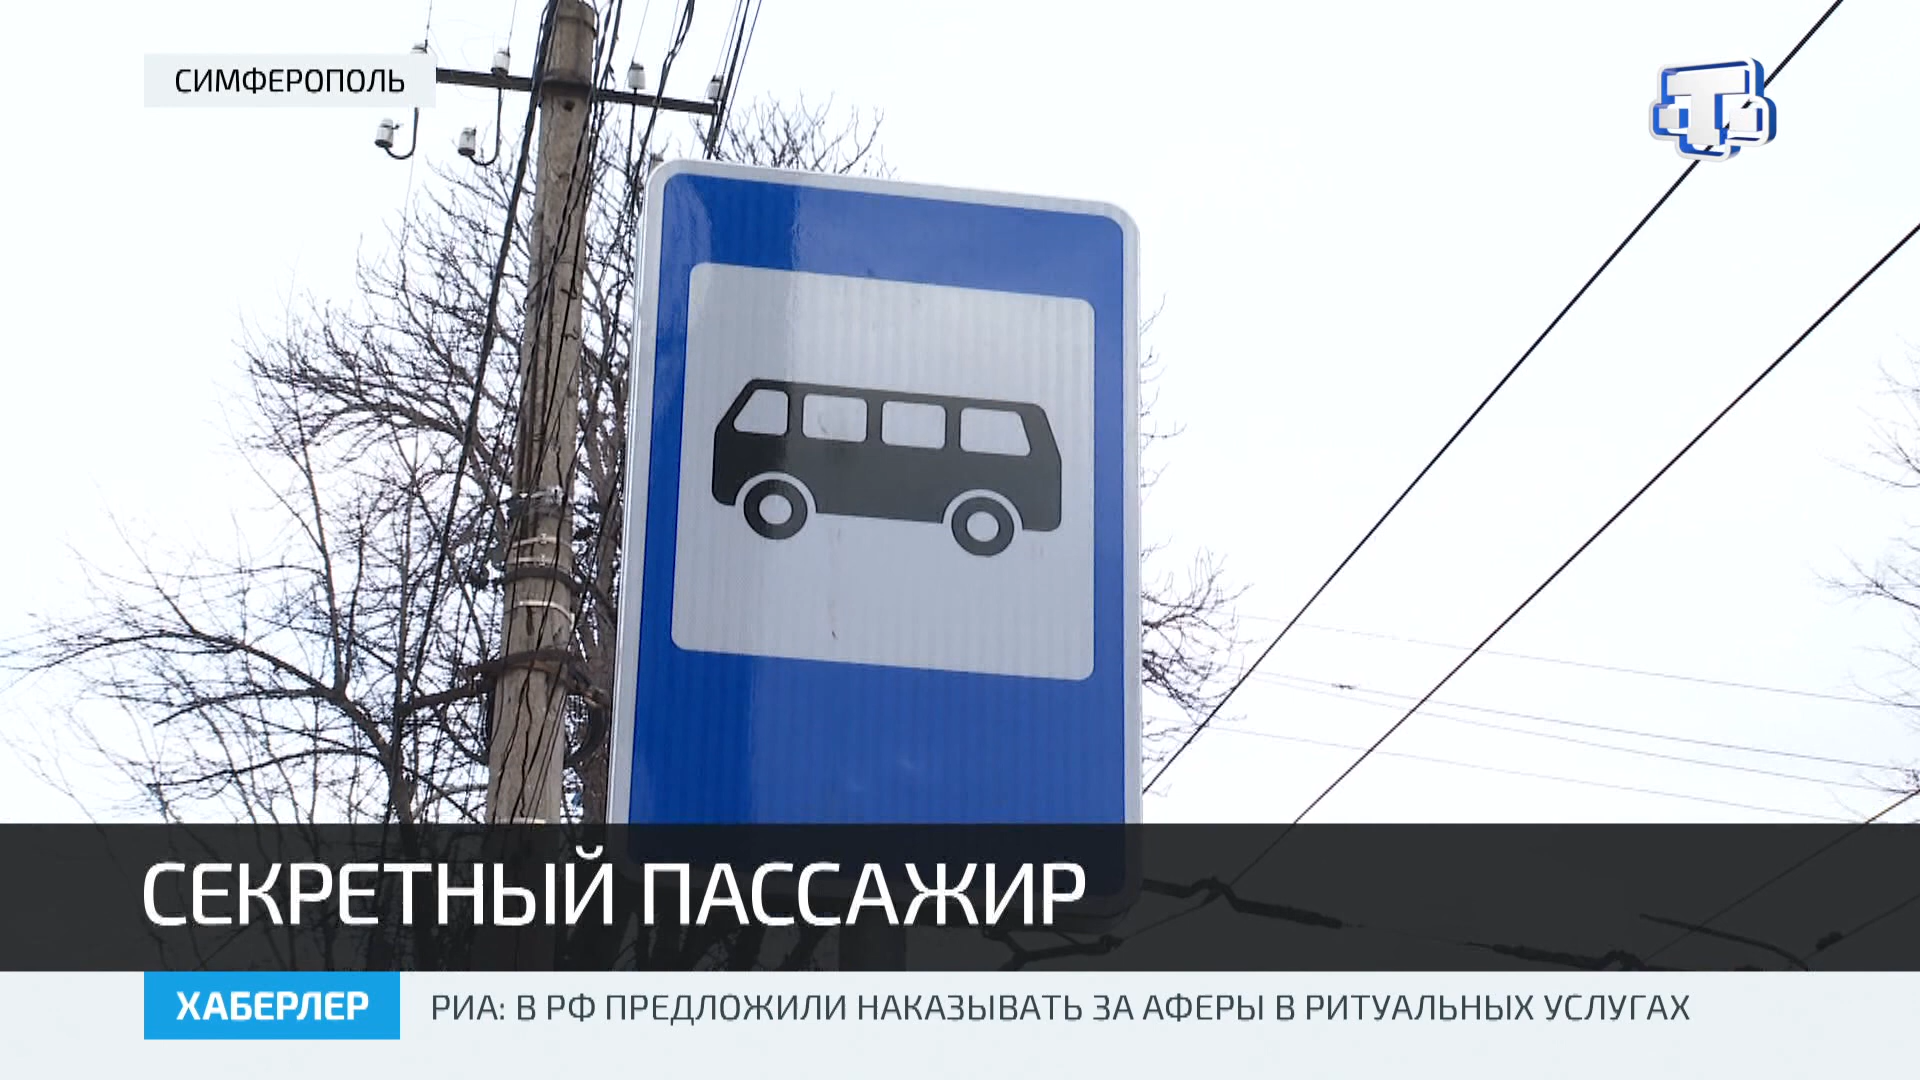 СИМФЕРОПОЛЬ
СЕКРЕТНЫЙ ПАССАЖИР
ХАБЕРЛЕР
РИА: В РФ ПРЕДЛОЖИЛИ НАКАЗЫВАТЬ ЗА АФЕРЫ В РИТУАЛЬНЫХ УСЛУГАХ